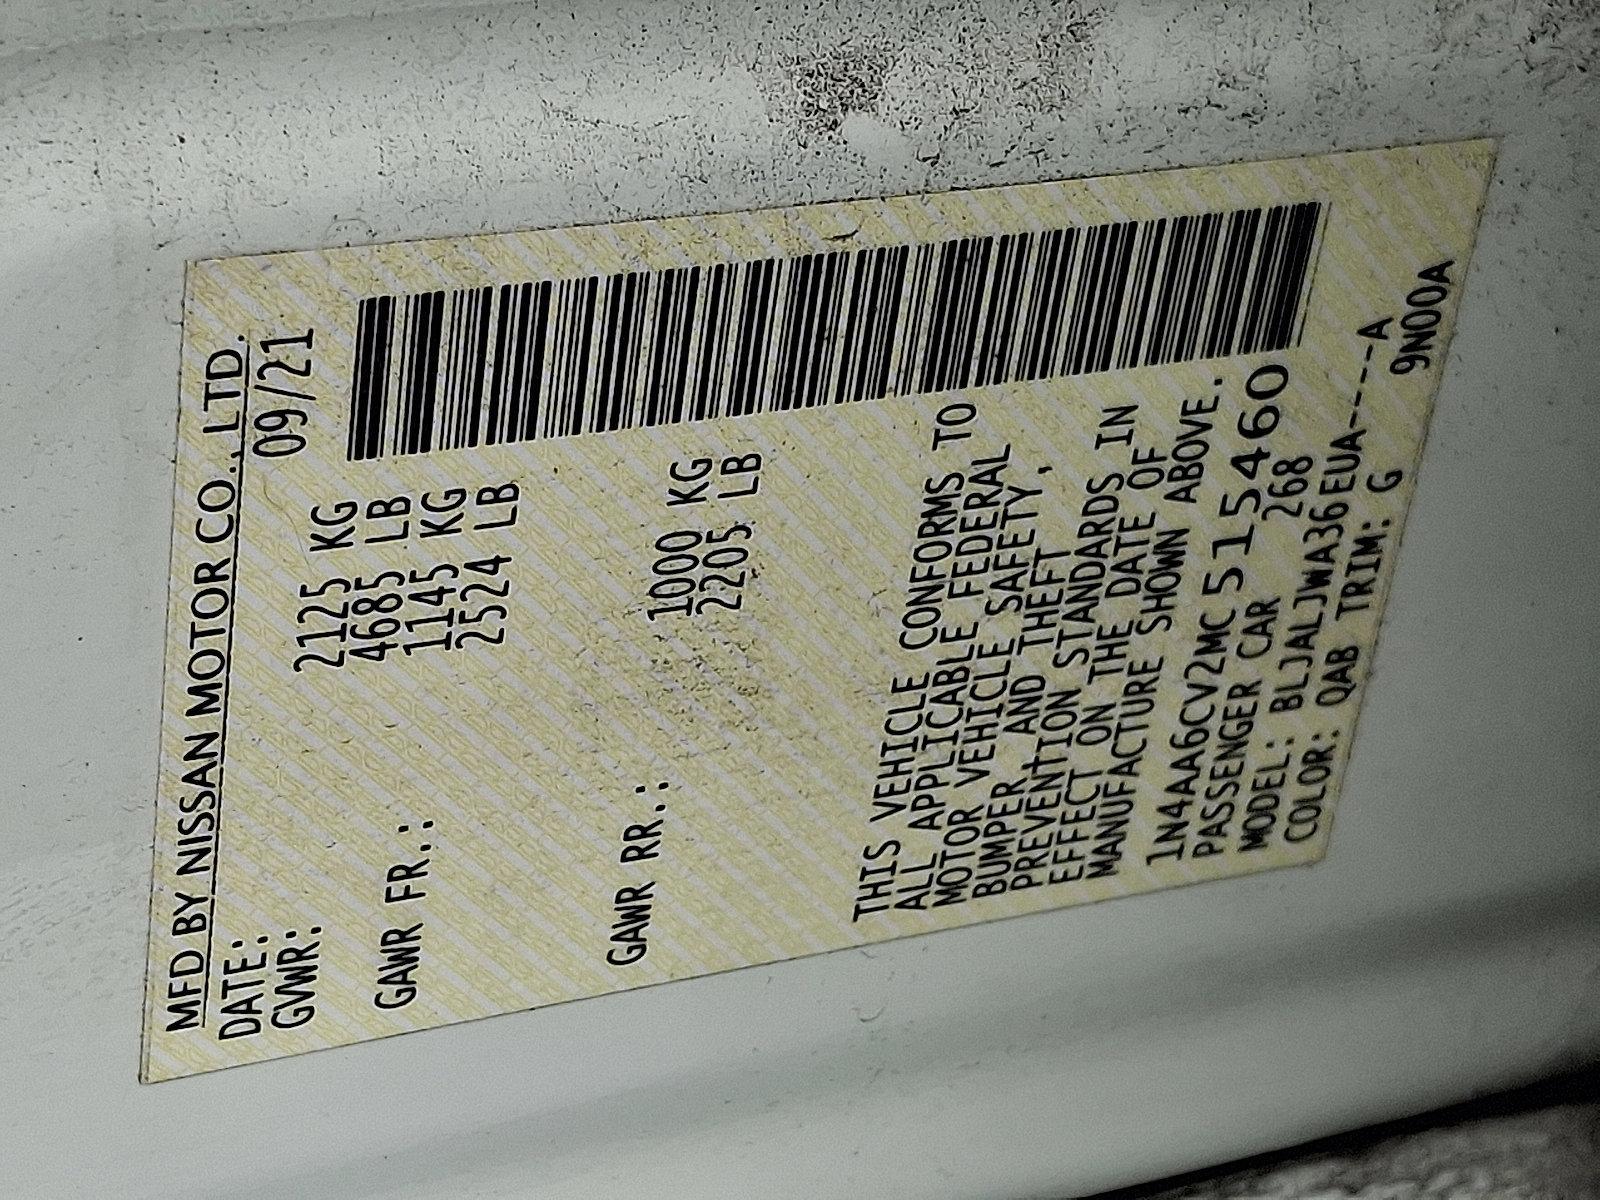 MFD BY NISSAN MOTOR CO., LTD.
DATE: 09/21
GVWR: 2125 KG
4685 LB
GAWR FR.: 1145 KG
2524 LB
GAWR RR.: 1000 KG
2205 LB
THIS VEHICLE CONFORMS TO
ALL APPLICABLE FEDERAL
MOTOR VEHICLE SAFETY,
BUMPER, AND THEFT
PREVENTION STANDARDS IN
EFFECT ON THE DATE OF
MANUFACTURE SHOWN ABOVE.
1N4AA6CV2MC515460
PASSENGER CAR 268
MODEL: BLJALJWA36EUA----A
COLOR: QAB TRIM: G 9N00A